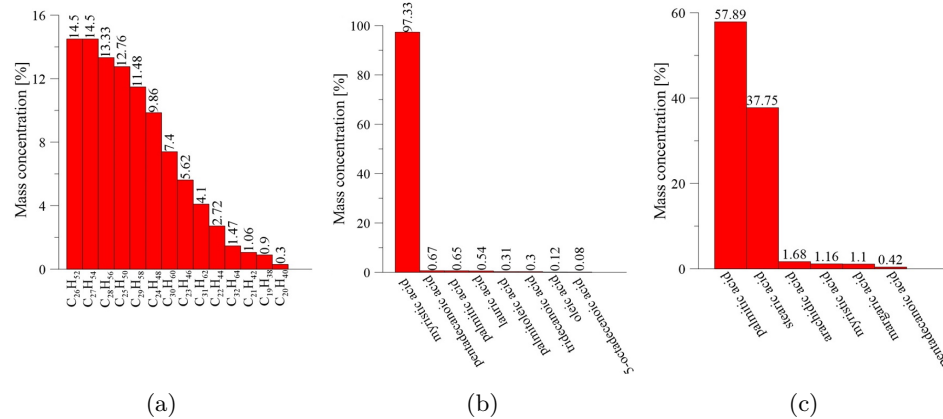 Mass concentration [%]
16
12
8
4
0
14.5
14.5
13.33
12.76
11.48
9.86
7.4
5.62
4.1
2.72
1.47
1.06
0.9
0.3
C26H52
C27H54
C28H56
C25H50
C29H58
C24H48
C30H60
C23H46
C31H62
C22H44
C32H64
C21H42
C19H38
C20H40
(a)
Mass concentration [%]
100
80
60
40
20
0
97.33
0.67
0.65
0.54
0.31
0.3
0.12
0.08
myristic acid
pentadecanoic acid
palmitic acid
lauric acid
palmitoleic acid
tridecanoic acid
oleic acid
5-octadecenoic acid
(b)
Mass concentration [%]
60
40
20
0
57.89
37.75
1.68
1.16
1.1
0.42
palmitic acid
stearic acid
arachidic acid
myristic acid
margaric acid
pentadecanoic acid
(c)